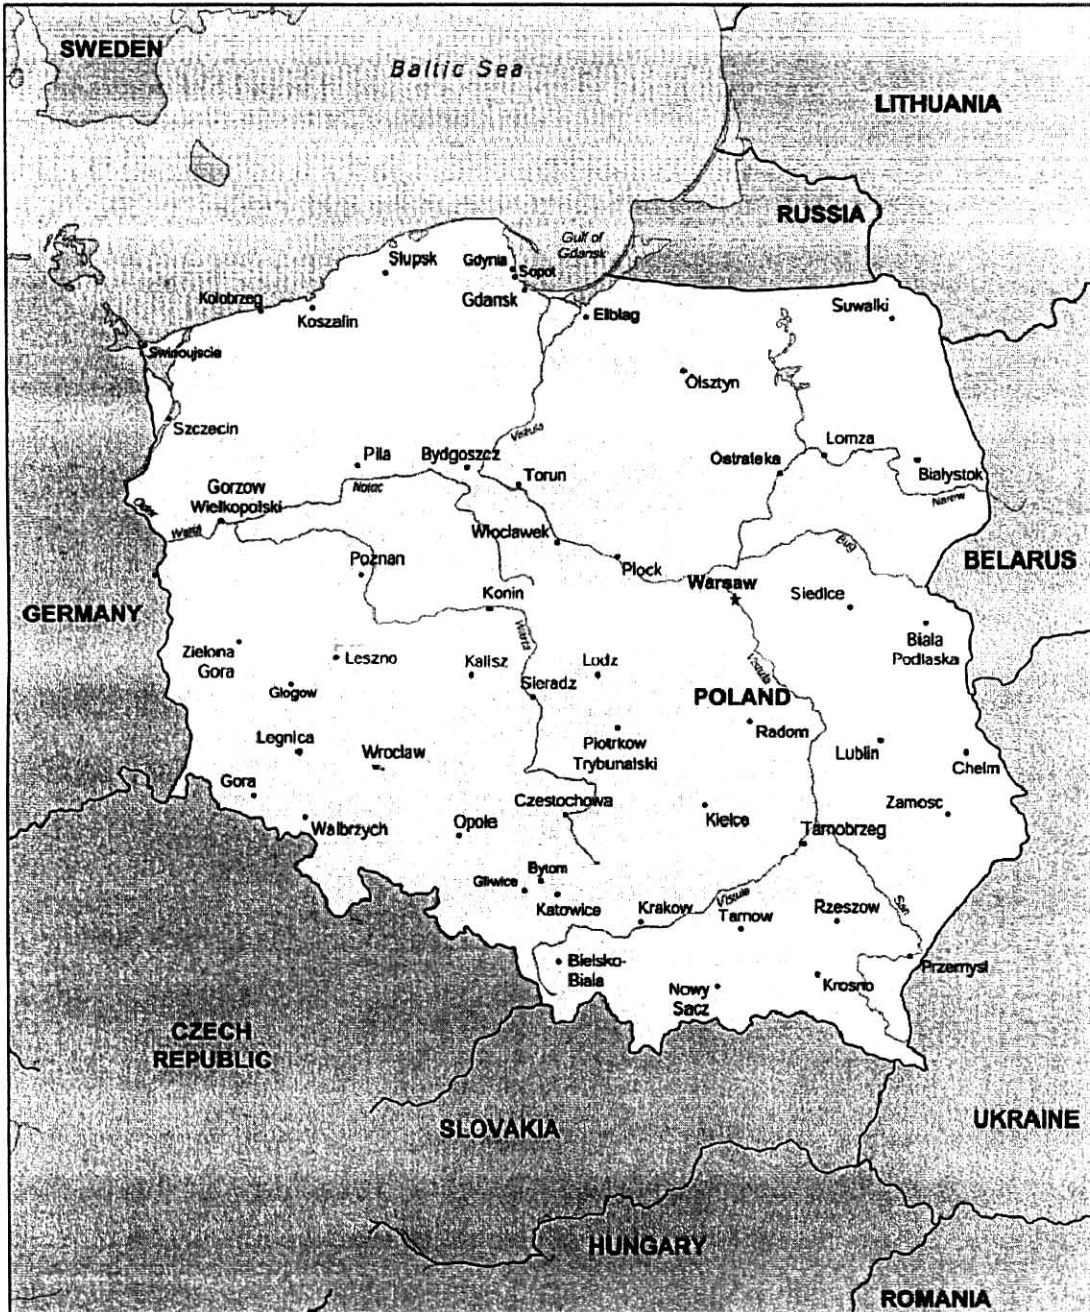 SWEDEN
Baltic Sea
LITHUANIA
RUSSIA
Gulf of
Gdansk
Slupsk
Gdynia
Sopot
Gdansk
Kolobrzeg
Koszalin
Elblag
Suwalki
Swinoujscie
Olsztyn
Szczecin
Vistula
Lomza
Pila
Bydgoszcz
Ostrateka
Bialystok
Torun
Gorzow
Wielkopolski
Notec
Narew
Oder
Warta
Wloclawek
Bug
Poznan
Plock
BELARUS
Warsaw
Konin
Siedlce
GERMANY
Warta
Biala
Podlaska
Zielona
Gora
Leszno
Kalisz
Lodz
Vistula
Sieradz
Glogow
POLAND
Radom
Legnica
Wroclaw
Piotrkow
Trybunalski
Lublin
Chelm
Gora
Czestochowa
Zamosc
Walbrzych
Opole
Kielce
Tarnobrzeg
Bytom
Gliwice
Katowice
Krakow
Vistula
Tarnow
Rzeszow
San
Bielsko-
Biala
Przemysl
Nowy
Sacz
Krosno
CZECH
REPUBLIC
SLOVAKIA
UKRAINE
HUNGARY
ROMANIA